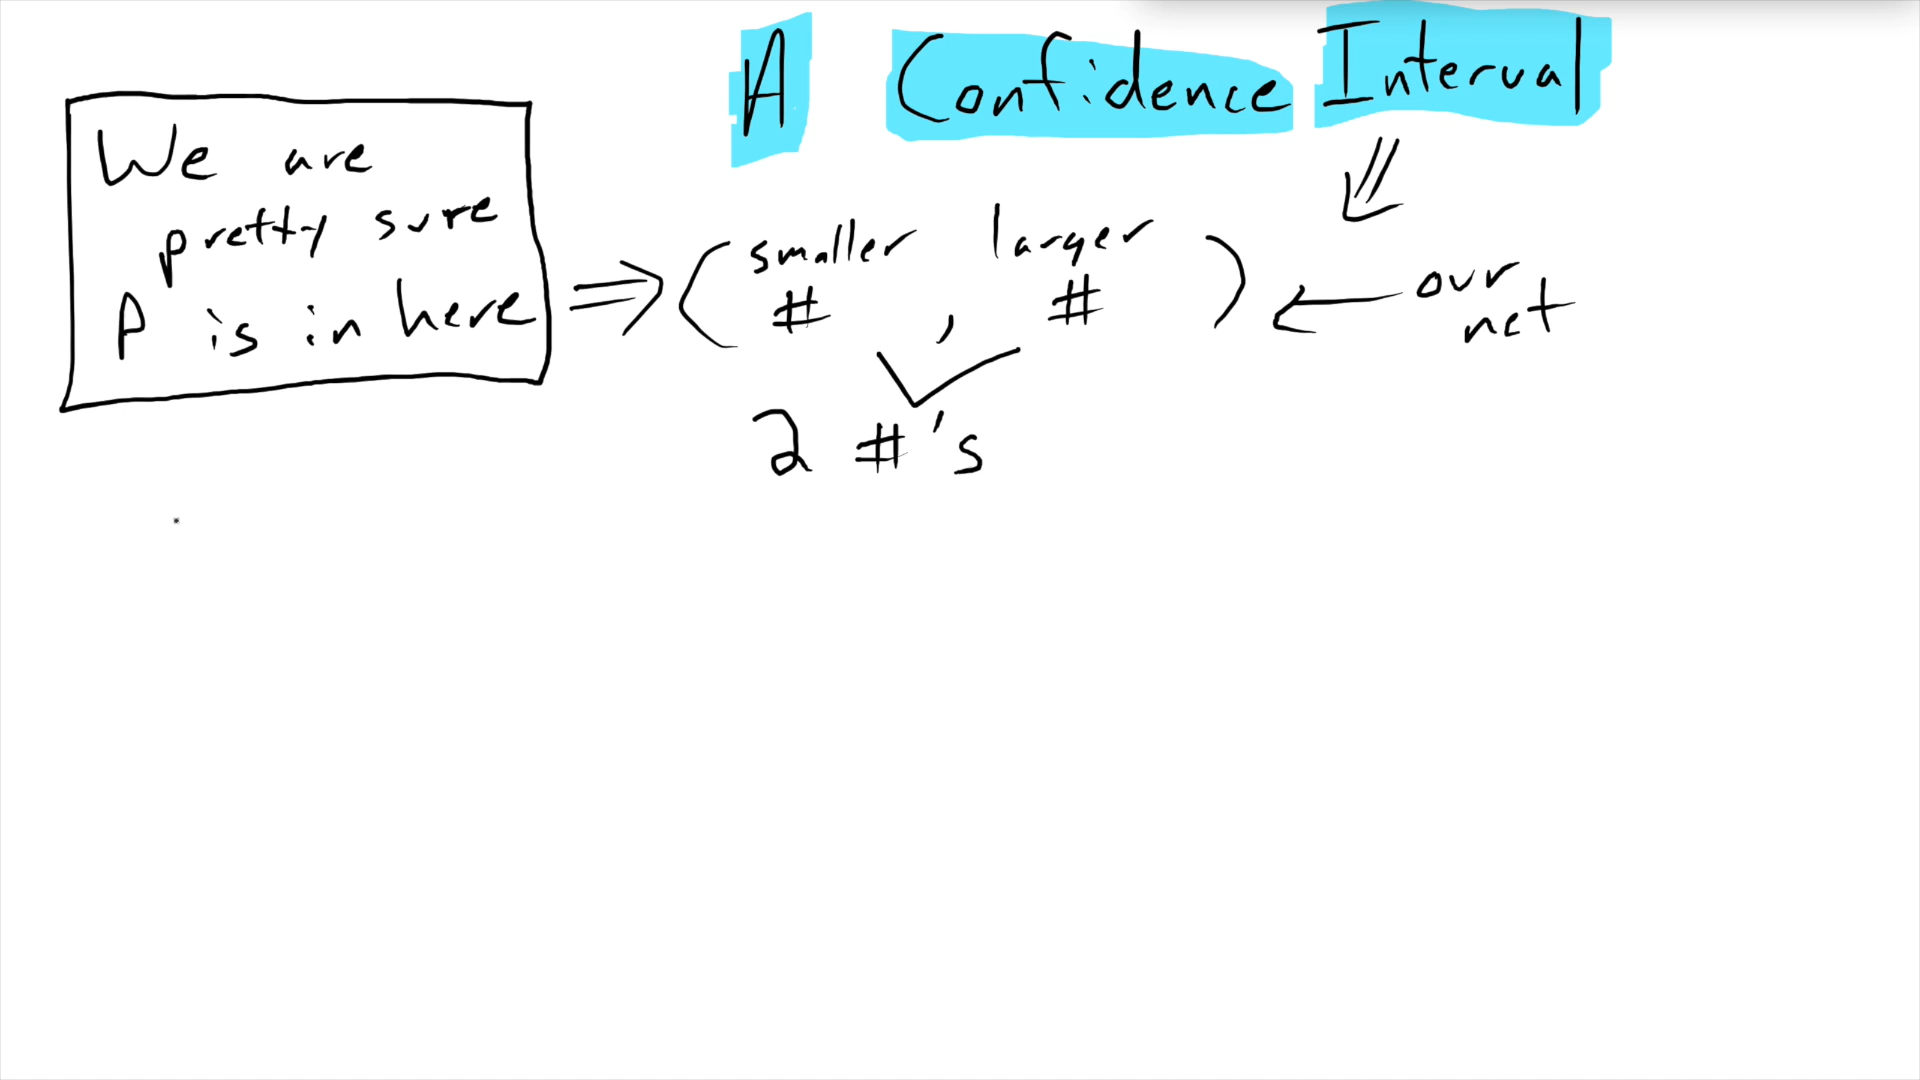 A Confidence Interval
We are
pretty sure
P is in here
⇒ (smaller #, larger #) ← our net
2 #'s